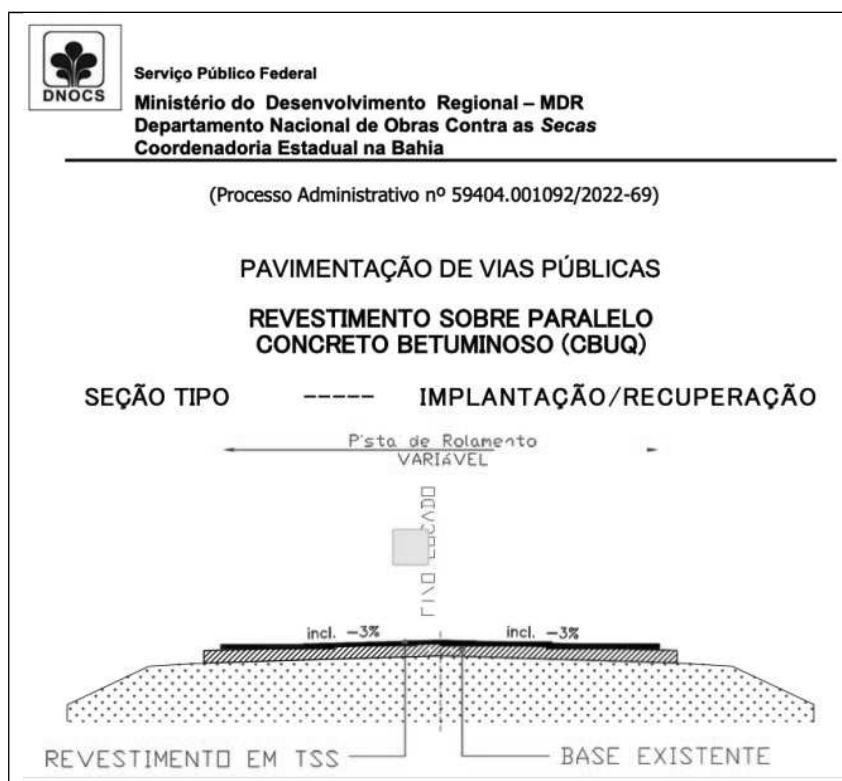 DNOCS
Serviço Público Federal
Ministério do Desenvolvimento Regional – MDR
Departamento Nacional de Obras Contra as Secas
Coordenadoria Estadual na Bahia
(Processo Administrativo nº 59404.001092/2022-69)
PAVIMENTAÇÃO DE VIAS PÚBLICAS
REVESTIMENTO SOBRE PARALELO
CONCRETO BETUMINOSO (CBUQ)
SEÇÃO TIPO ----- IMPLANTAÇÃO/RECUPERAÇÃO
Pista de Rolamento
VARIÁVEL
incl. -3% incl. -3%
REVESTIMENTO EM TSS BASE EXISTENTE